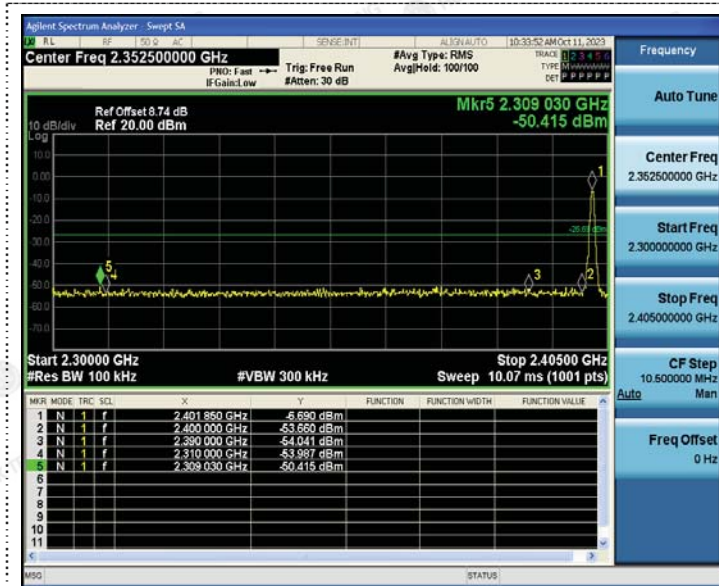 Agilent Spectrum Analyzer - Swept SA
RL RF 50 Ω AC SENSE:INT ALIGNAUTO 10:33:52 AM Oct 11, 2023
Center Freq 2.352500000 GHz
PNO: Fast
IFGain:Low
Trig: Free Run
#Atten: 30 dB
#Avg Type: RMS
Avg|Hold: 100/100
TRACE 1 2 3 4 5 6
TYPE
DET P P P P P P
Mkr5 2.309 030 GHz
-50.415 dBm
Ref Offset 8.74 dB
10 dB/div Ref 20.00 dBm
Log
10.0
0.00
-10.0
-20.0
-30.0
-40.0
-50.0
-60.0
-70.0
1
5
4
3
2
Start 2.30000 GHz Stop 2.40500 GHz
#Res BW 100 kHz #VBW 300 kHz Sweep 10.07 ms (1001 pts)
MKR MODE TRC SCL X Y FUNCTION FUNCTION WIDTH FUNCTION VALUE
1 N 1 f 2.401 850 GHz -6.690 dBm
2 N 1 f 2.400 000 GHz -53.660 dBm
3 N 1 f 2.390 000 GHz -54.041 dBm
4 N 1 f 2.310 000 GHz -53.987 dBm
5 N 1 f 2.309 030 GHz -50.415 dBm
6
7
8
9
10
11
MSG STATUS
Frequency
Auto Tune
Center Freq
2.352500000 GHz
Start Freq
2.300000000 GHz
Stop Freq
2.405000000 GHz
CF Step
10.500000 MHz
Auto Man
Freq Offset
0 Hz